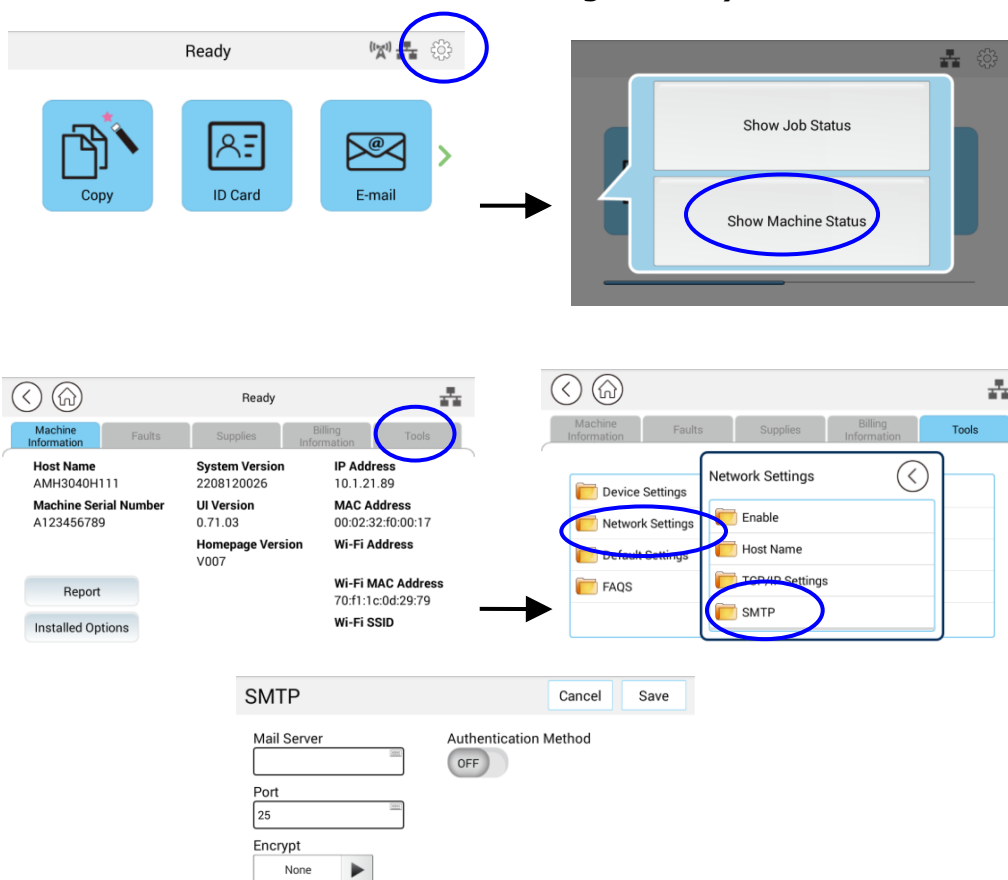 Ready
Copy
ID Card
E-mail
Show Job Status
Show Machine Status
Ready
Machine Information
Faults
Supplies
Billing Information
Tools
Host Name
AMH3040H111
Machine Serial Number
A123456789
System Version
2208120026
UI Version
0.71.03
Homepage Version
V007
IP Address
10.1.21.89
MAC Address
00:02:32:f0:00:17
Wi-Fi Address
Wi-Fi MAC Address
70:f1:1c:0d:29:79
Wi-Fi SSID
Report
Installed Options
Machine Information
Faults
Supplies
Billing Information
Tools
Device Settings
Network Settings
Default Settings
FAQS
Network Settings
Enable
Host Name
TCP/IP Settings
SMTP
SMTP
Cancel
Save
Mail Server
Authentication Method
OFF
Port
25
Encrypt
None